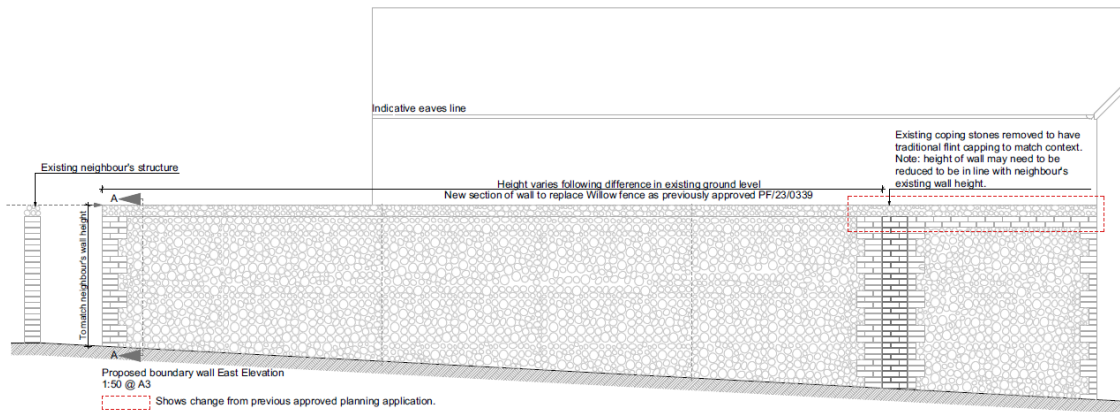 Indicative eaves line
Existing coping stones removed to have
traditional flint capping to match context.
Note: height of wall may need to be
reduced to be in line with neighbour's
existing wall height.
Existing neighbour's structure
Height varies following difference in existing ground level
New section of wall to replace Willow fence as previously approved PF/23/0339
A
To match neighbour's wall height
A
Proposed boundary wall East Elevation
1:50 @ A3
Shows change from previous approved planning application.